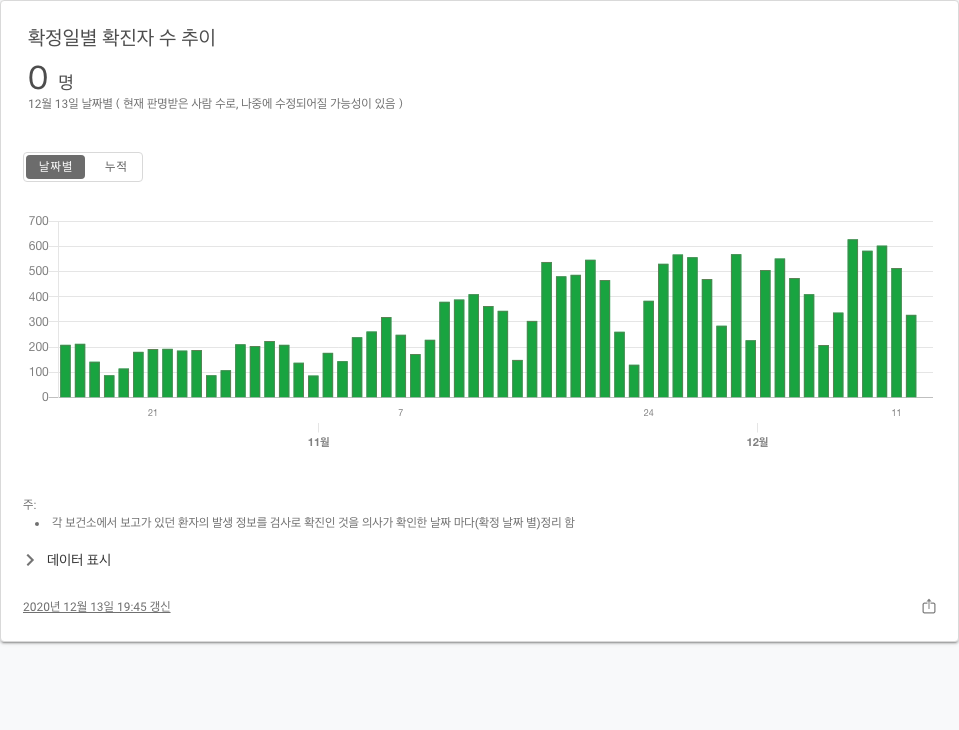 확정일별 확진자 수 추이
0 명
12월 13일 날짜별 ( 현재 판명받은 사람 수로, 나중에 수정되어질 가능성이 있음 )
날짜별 누적
700
600
500
400
300
200
100
0
21 7 24 11
11월 12월
주:
• 각 보건소에서 보고가 있던 환자의 발생 정보를 검사로 확진인 것을 의사가 확인한 날짜 마다(확정 날짜 별)정리 함
데이터 표시
2020년 12월 13일 19:45 갱신